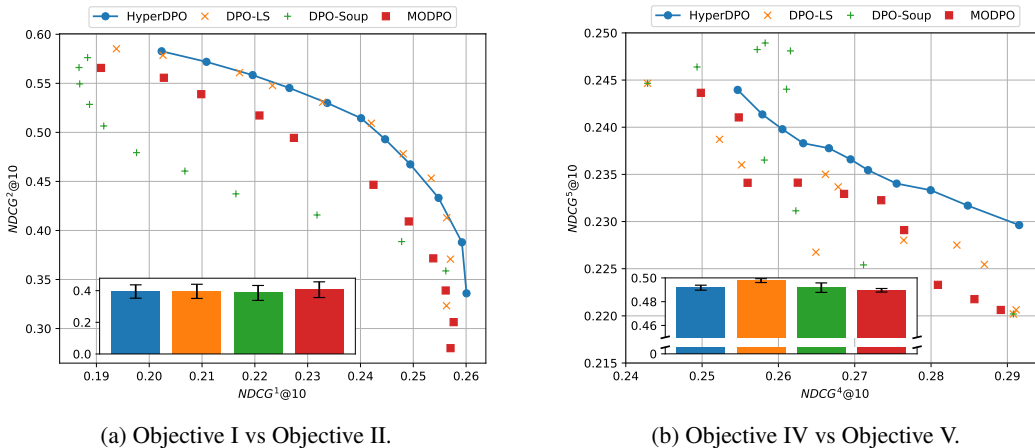 HyperDPO DPO-LS DPO-Soup MODPO
0.60
0.55
0.50
0.45
0.40
0.35
0.30
NDCG²@10
0.4
0.2
0.0
0.19 0.20 0.21 0.22 0.23 0.24 0.25 0.26
NDCG¹@10
(a) Objective I vs Objective II.
HyperDPO DPO-LS DPO-Soup MODPO
0.250
0.245
0.240
0.235
0.230
0.225
0.220
0.215
NDCG⁵@10
0.50
0.48
0.46
0
0.24 0.25 0.26 0.27 0.28 0.29
NDCG⁴@10
(b) Objective IV vs Objective V.